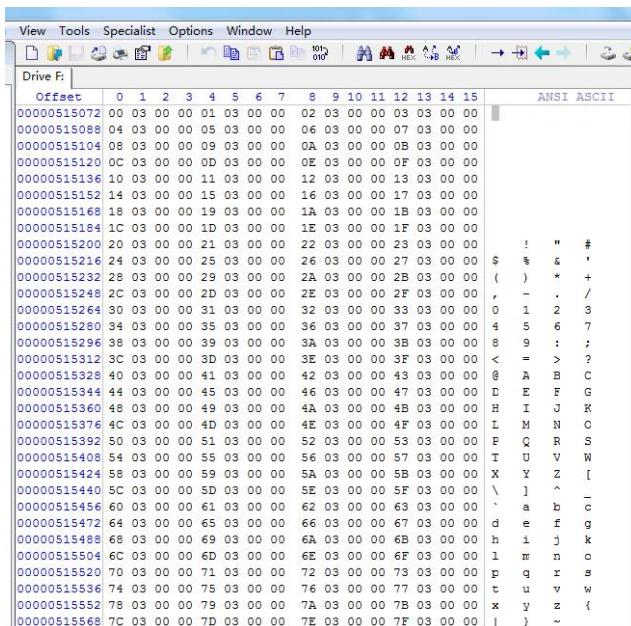 View Tools Specialist Options Window Help
Drive F:
Offset 0 1 2 3 4 5 6 7 8 9 10 11 12 13 14 15 ANSI ASCII
00000515072 00 03 00 00 01 03 00 00 02 03 00 00 03 03 00 00
00000515088 04 03 00 00 05 03 00 00 06 03 00 00 07 03 00 00
00000515104 08 03 00 00 09 03 00 00 0A 03 00 00 0B 03 00 00
00000515120 0C 03 00 00 0D 03 00 00 0E 03 00 00 0F 03 00 00
00000515136 10 03 00 00 11 03 00 00 12 03 00 00 13 03 00 00
00000515152 14 03 00 00 15 03 00 00 16 03 00 00 17 03 00 00
00000515168 18 03 00 00 19 03 00 00 1A 03 00 00 1B 03 00 00
00000515184 1C 03 00 00 1D 03 00 00 1E 03 00 00 1F 03 00 00
00000515200 20 03 00 00 21 03 00 00 22 03 00 00 23 03 00 00 ! " #
00000515216 24 03 00 00 25 03 00 00 26 03 00 00 27 03 00 00 $ % & '
00000515232 28 03 00 00 29 03 00 00 2A 03 00 00 2B 03 00 00 ( ) * +
00000515248 2C 03 00 00 2D 03 00 00 2E 03 00 00 2F 03 00 00 , - . /
00000515264 30 03 00 00 31 03 00 00 32 03 00 00 33 03 00 00 0 1 2 3
00000515280 34 03 00 00 35 03 00 00 36 03 00 00 37 03 00 00 4 5 6 7
00000515296 38 03 00 00 39 03 00 00 3A 03 00 00 3B 03 00 00 8 9 : ;
00000515312 3C 03 00 00 3D 03 00 00 3E 03 00 00 3F 03 00 00 < = > ?
00000515328 40 03 00 00 41 03 00 00 42 03 00 00 43 03 00 00 @ A B C
00000515344 44 03 00 00 45 03 00 00 46 03 00 00 47 03 00 00 D E F G
00000515360 48 03 00 00 49 03 00 00 4A 03 00 00 4B 03 00 00 H I J K
00000515376 4C 03 00 00 4D 03 00 00 4E 03 00 00 4F 03 00 00 L M N O
00000515392 50 03 00 00 51 03 00 00 52 03 00 00 53 03 00 00 P Q R S
00000515408 54 03 00 00 55 03 00 00 56 03 00 00 57 03 00 00 T U V W
00000515424 58 03 00 00 59 03 00 00 5A 03 00 00 5B 03 00 00 X Y Z [
00000515440 5C 03 00 00 5D 03 00 00 5E 03 00 00 5F 03 00 00 \ ] ^ _
00000515456 60 03 00 00 61 03 00 00 62 03 00 00 63 03 00 00 ` a b c
00000515472 64 03 00 00 65 03 00 00 66 03 00 00 67 03 00 00 d e f g
00000515488 68 03 00 00 69 03 00 00 6A 03 00 00 6B 03 00 00 h i j k
00000515504 6C 03 00 00 6D 03 00 00 6E 03 00 00 6F 03 00 00 l m n o
00000515520 70 03 00 00 71 03 00 00 72 03 00 00 73 03 00 00 p q r s
00000515536 74 03 00 00 75 03 00 00 76 03 00 00 77 03 00 00 t u v w
00000515552 78 03 00 00 79 03 00 00 7A 03 00 00 7B 03 00 00 x y z {
00000515568 7C 03 00 00 7D 03 00 00 7E 03 00 00 7F 03 00 00 | } ~